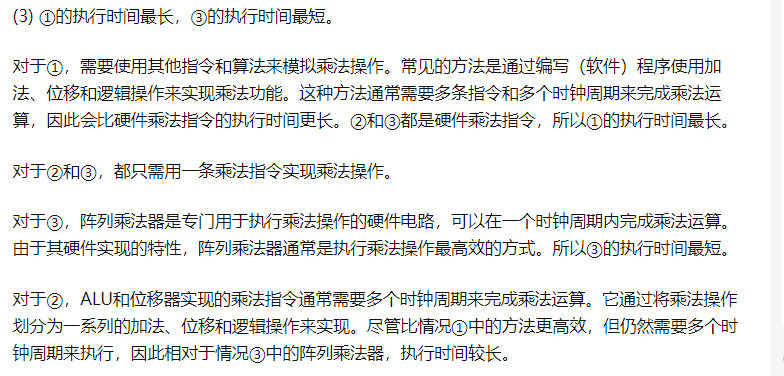 (3) ①的执行时间最长，③的执行时间最短。
对于①，需要使用其他指令和算法来模拟乘法操作。常见的方法是通过编写（软件）程序使用加
法、位移和逻辑操作来实现乘法功能。这种方法通常需要多条指令和多个时钟周期来完成乘法运
算，因此会比硬件乘法指令的执行时间更长。②和③都是硬件乘法指令，所以①的执行时间最长。
对于②和③，都只需用一条乘法指令实现乘法操作。
对于③，阵列乘法器是专门用于执行乘法操作的硬件电路，可以在一个时钟周期内完成乘法运算。
由于其硬件实现的特性，阵列乘法器通常是执行乘法操作最高效的方式。所以③的执行时间最短。
对于②，ALU和位移器实现的乘法指令通常需要多个时钟周期来完成乘法运算。它通过将乘法操作
划分为一系列的加法、位移和逻辑操作来实现。尽管比情况①中的方法更高效，但仍然需要多个时
钟周期来执行，因此相对于情况③中的阵列乘法器，执行时间较长。